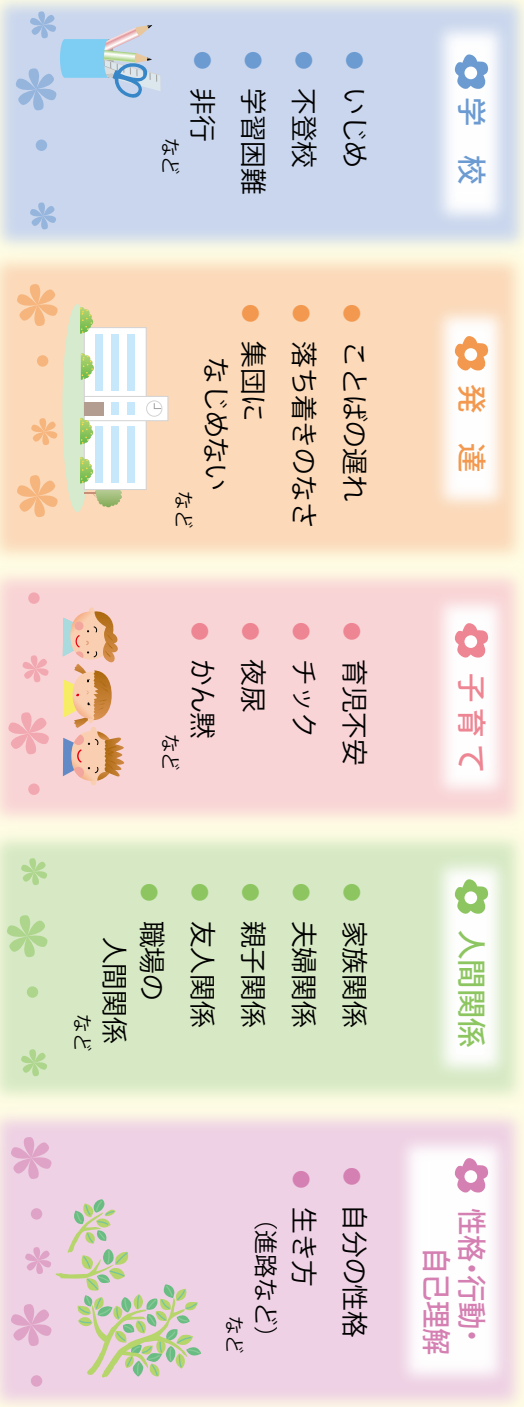 学 校
いじめ
不登校
学習困難
非行
など
発 達
ことばの遅れ
落ち着きのなさ
集団に
なじめない
など
子育て
育児不安
チック
夜尿
かん黙
など
人間関係
家族関係
夫婦関係
親子関係
友人関係
職場の
人間関係
など
性格・行動・
自己理解
自分の性格
生き方
（進路など）
など